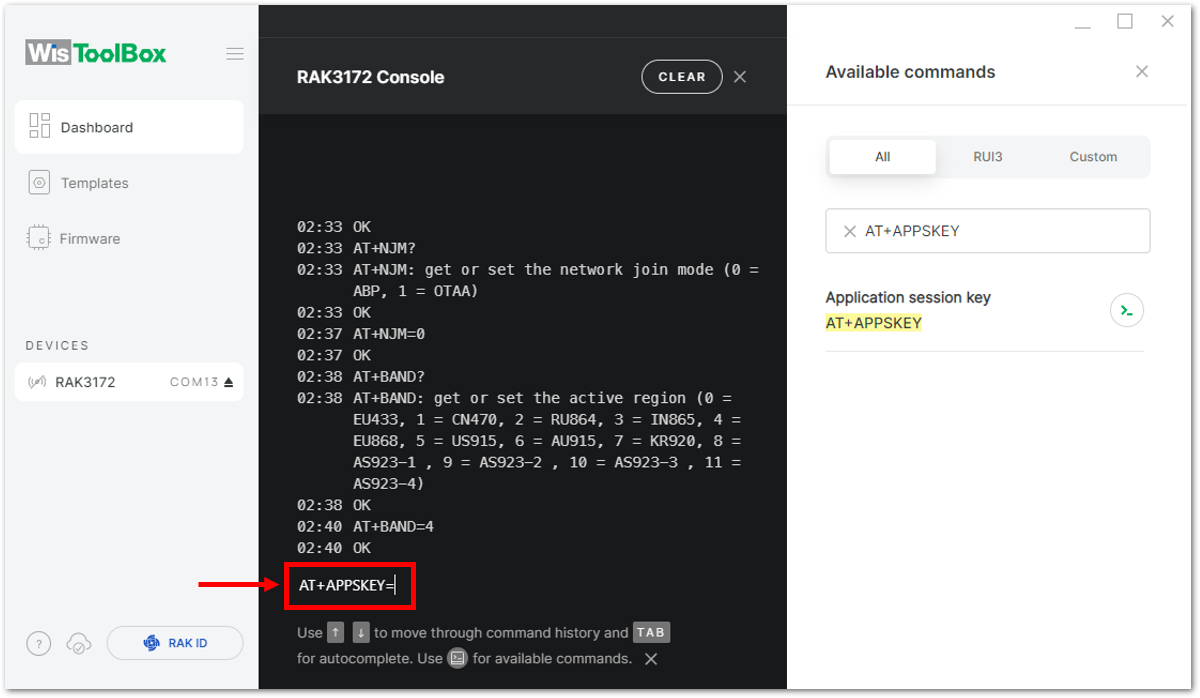 WisToolBox
Dashboard
Templates
Firmware
DEVICES
RAK3172 COM13
?
RAK ID
RAK3172 Console
CLEAR
02:33 OK
02:33 AT+NJM?
02:33 AT+NJM: get or set the network join mode (0 =
ABP, 1 = OTAA)
02:33 OK
02:37 AT+NJM=0
02:37 OK
02:38 AT+BAND?
02:38 AT+BAND: get or set the active region (0 =
EU433, 1 = CN470, 2 = RU864, 3 = IN865, 4 =
EU868, 5 = US915, 6 = AU915, 7 = KR920, 8 =
AS923-1 , 9 = AS923-2 , 10 = AS923-3 , 11 =
AS923-4)
02:38 OK
02:40 AT+BAND=4
02:40 OK
AT+APPSKEY=
Use ↑ ↓ to move through command history and TAB
for autocomplete. Use for available commands.
Available commands
All RUI3 Custom
AT+APPSKEY
Application session key
AT+APPSKEY